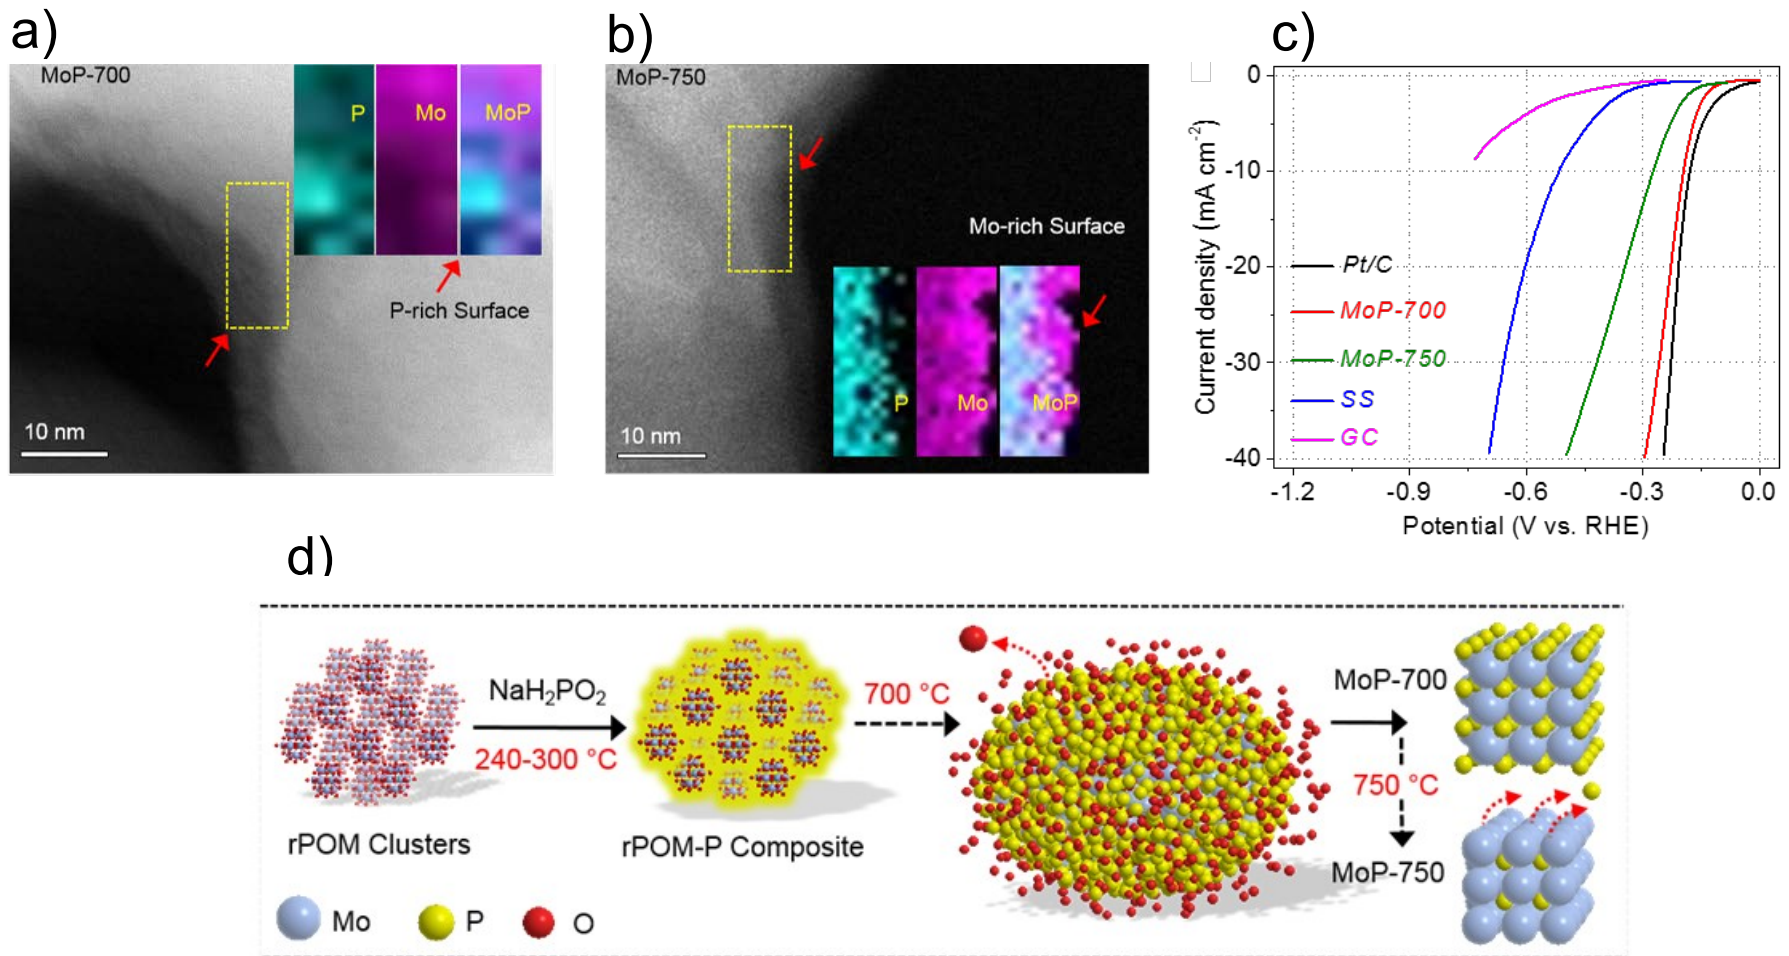 a)
MoP-700
P
Mo
MoP
P-rich Surface
10 nm
b)
MoP-750
Mo-rich Surface
P
Mo
MoP
10 nm
c)
0
-10
-20
-30
-40
Current density (mA cm⁻²)
Pt/C
MoP-700
MoP-750
SS
GC
-1.2
-0.9
-0.6
-0.3
0.0
Potential (V vs. RHE)
d)
NaH₂PO₂
240-300 °C
700 °C
MoP-700
750 °C
MoP-750
rPOM Clusters
rPOM-P Composite
Mo
P
O